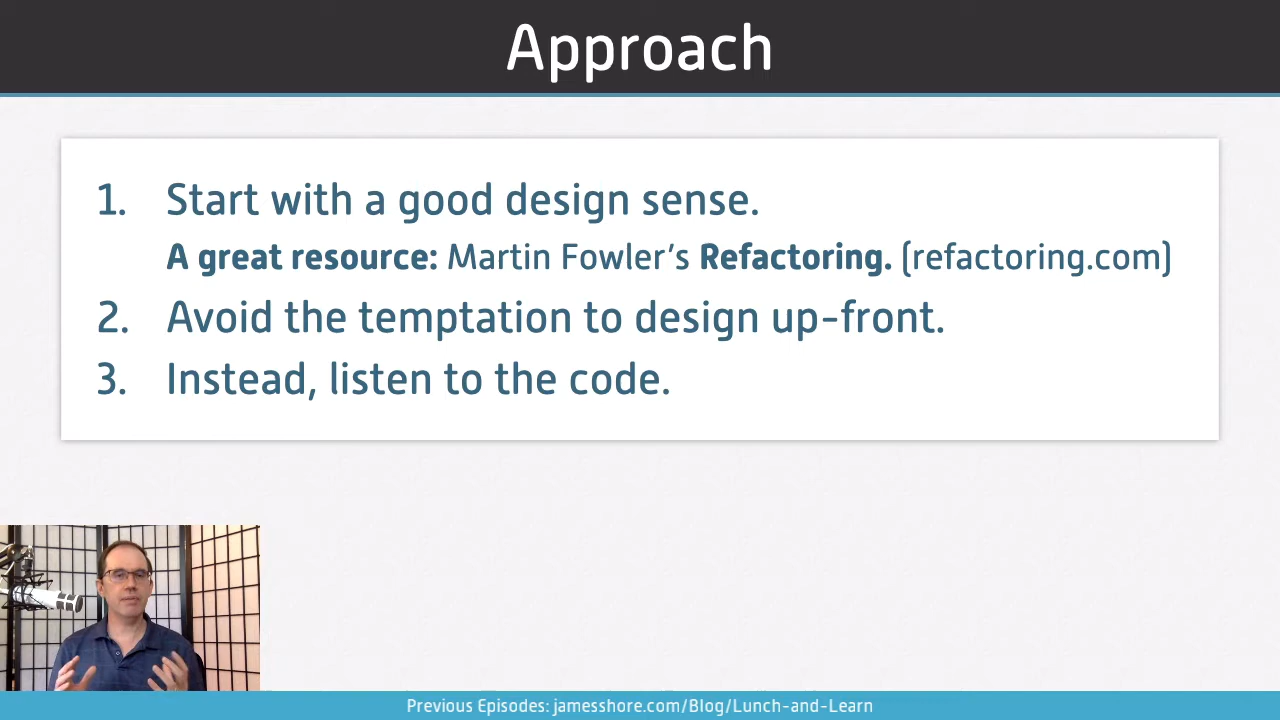 Approach
1. Start with a good design sense.
A great resource: Martin Fowler’s Refactoring. (refactoring.com)
2. Avoid the temptation to design up-front.
3. Instead, listen to the code.
Previous Episodes: jamesshore.com/Blog/Lunch-and-Learn